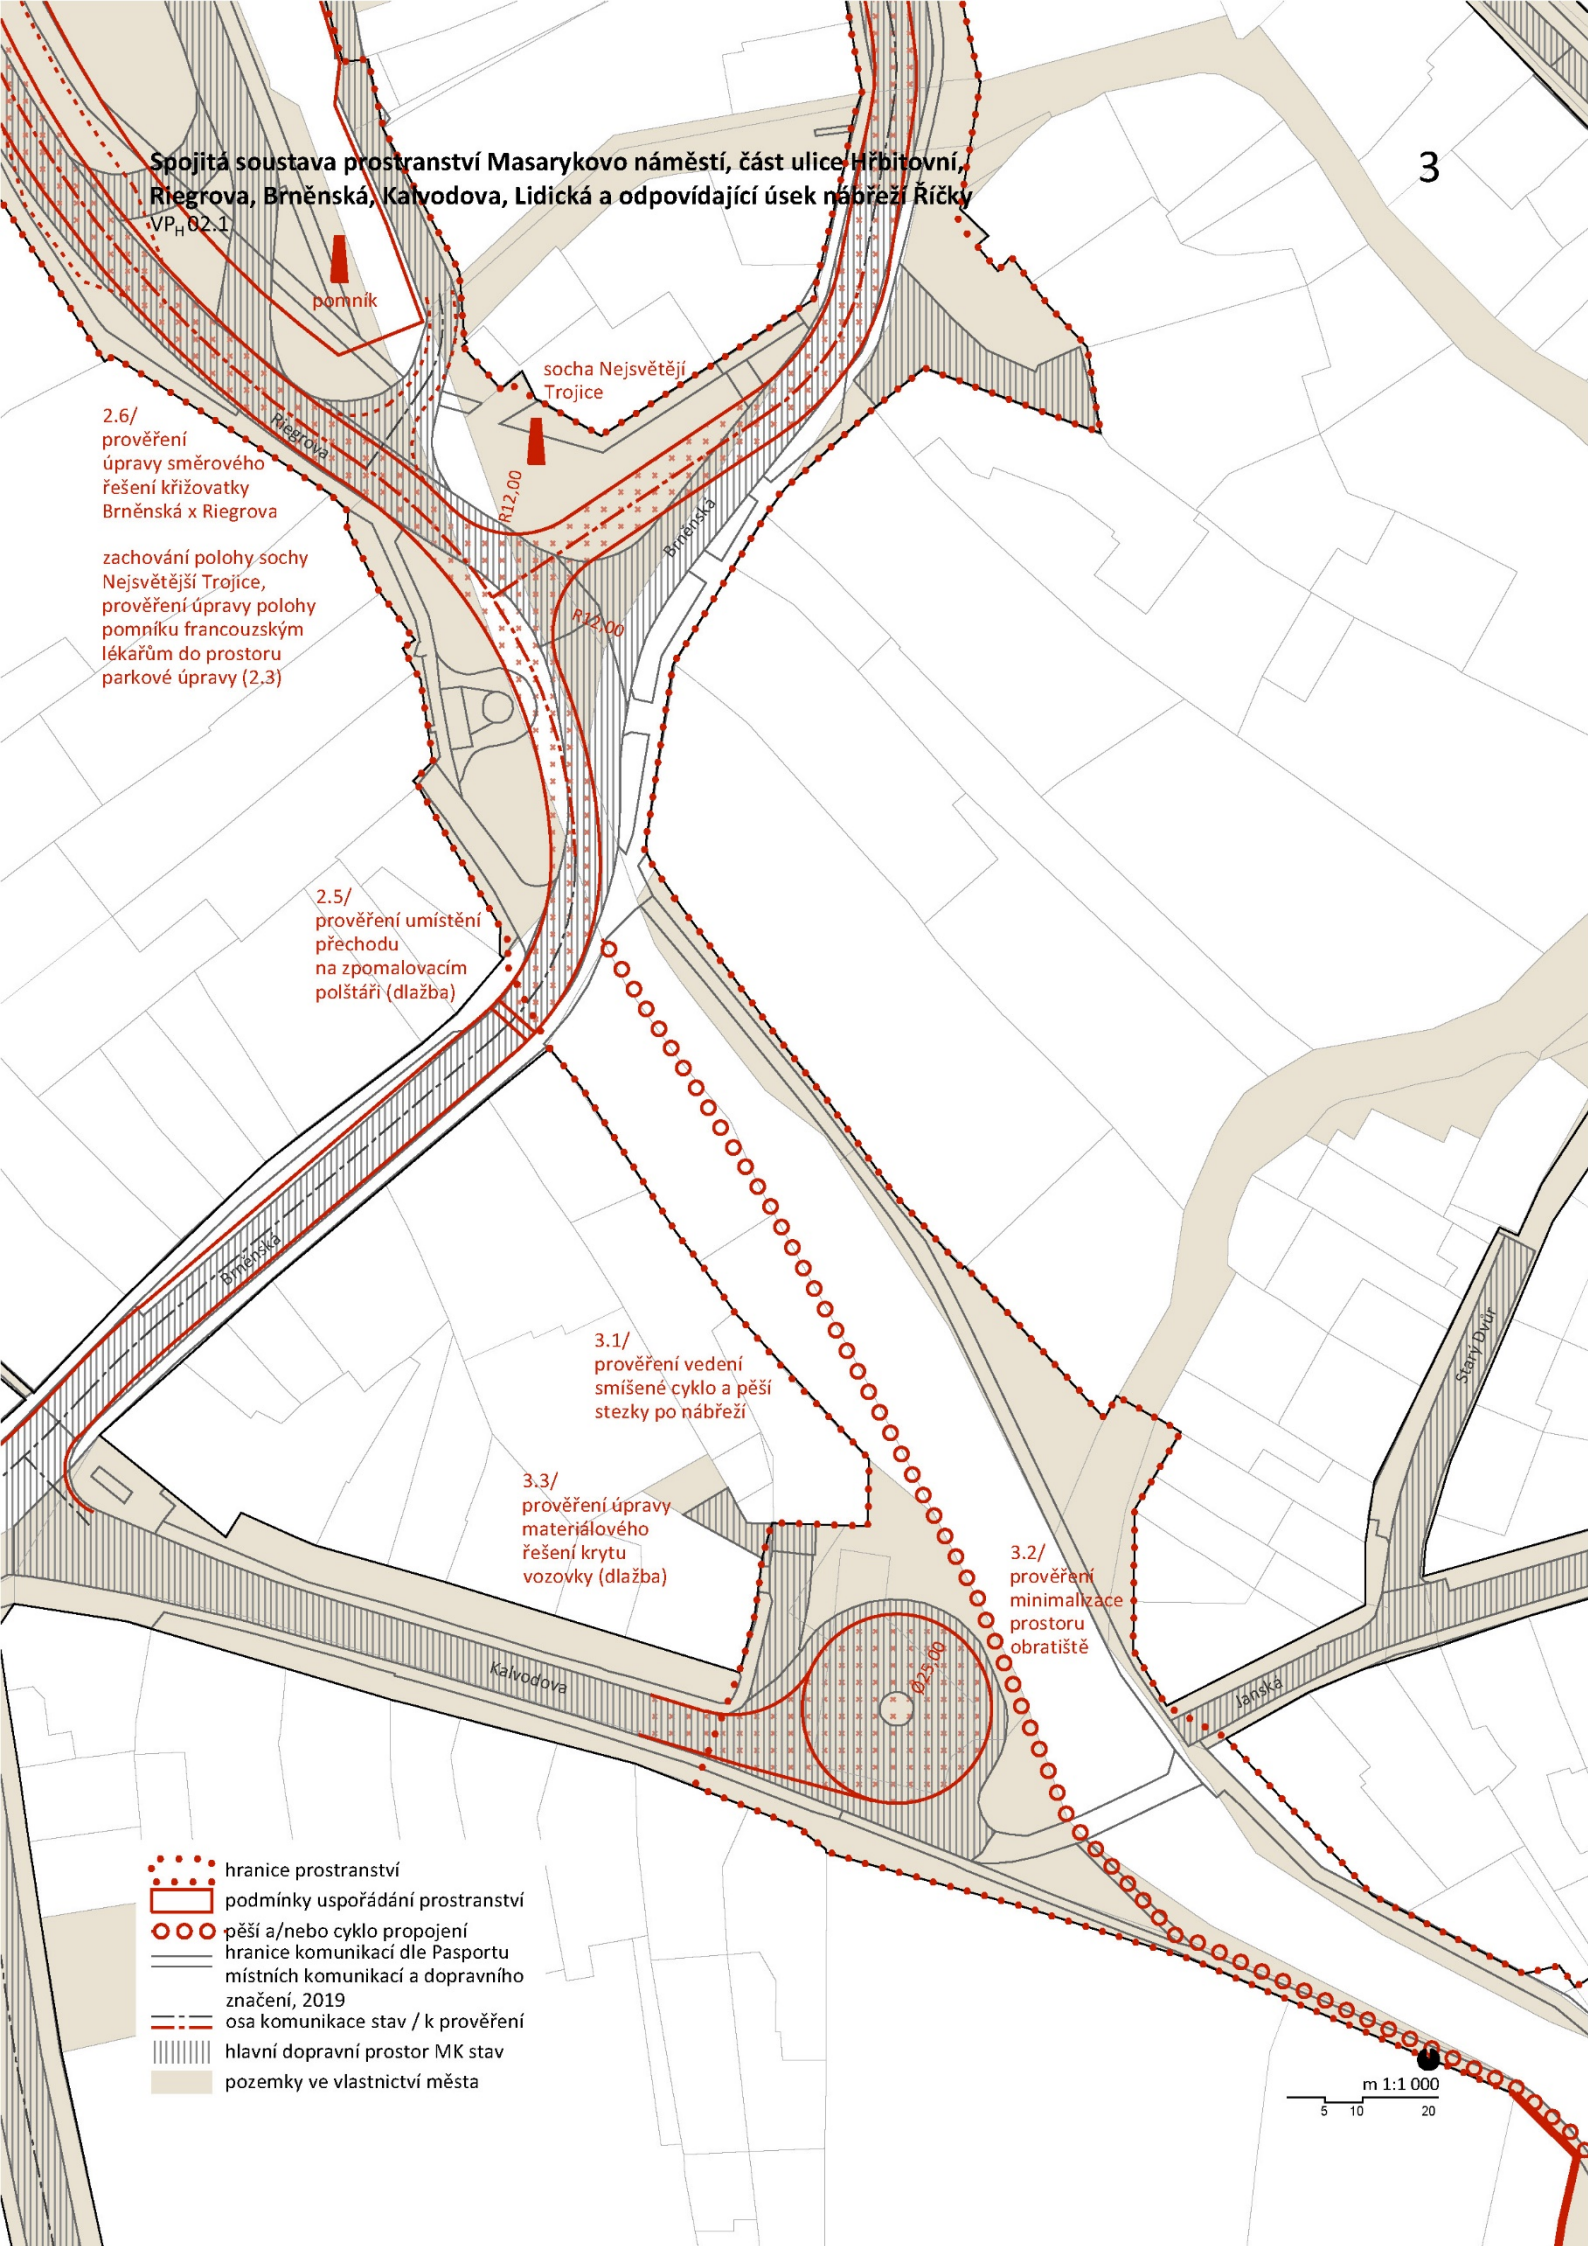 Spojitá soustava prostranství Masarykovo náměstí, část ulice Hřbitovní,
Riegrova, Brněnská, Kalvodova, Lidická a odpovídající úsek nábřeží Říčky
VPH02.1
3
pomník
socha Nejsvětějí
Trojice
2.6/
prověření
úpravy směrového
řešení křižovatky
Brněnská x Riegrova
zachování polohy sochy
Nejsvětější Trojice,
prověření úpravy polohy
pomníku francouzským
lékařům do prostoru
parkové úpravy (2.3)
Riegrova
R12,00
Brněnská
R12,00
2.5/
prověření umístění
přechodu
na zpomalovacím
polštáři (dlažba)
Brněnská
3.1/
prověření vedení
smíšené cyklo a pěší
stezky po nábřeží
Starý Dvůr
3.3/
prověření úpravy
materiálového
řešení krytu
vozovky (dlažba)
3.2/
prověření
minimalizace
prostoru
obratiště
Kalvodova
Ø25,00
Janská
hranice prostranství
podmínky uspořádání prostranství
pěší a/nebo cyklo propojení
hranice komunikací dle Pasportu
místních komunikací a dopravního
značení, 2019
osa komunikace stav / k prověření
hlavní dopravní prostor MK stav
pozemky ve vlastnictví města
m 1:1 000
5 10 20